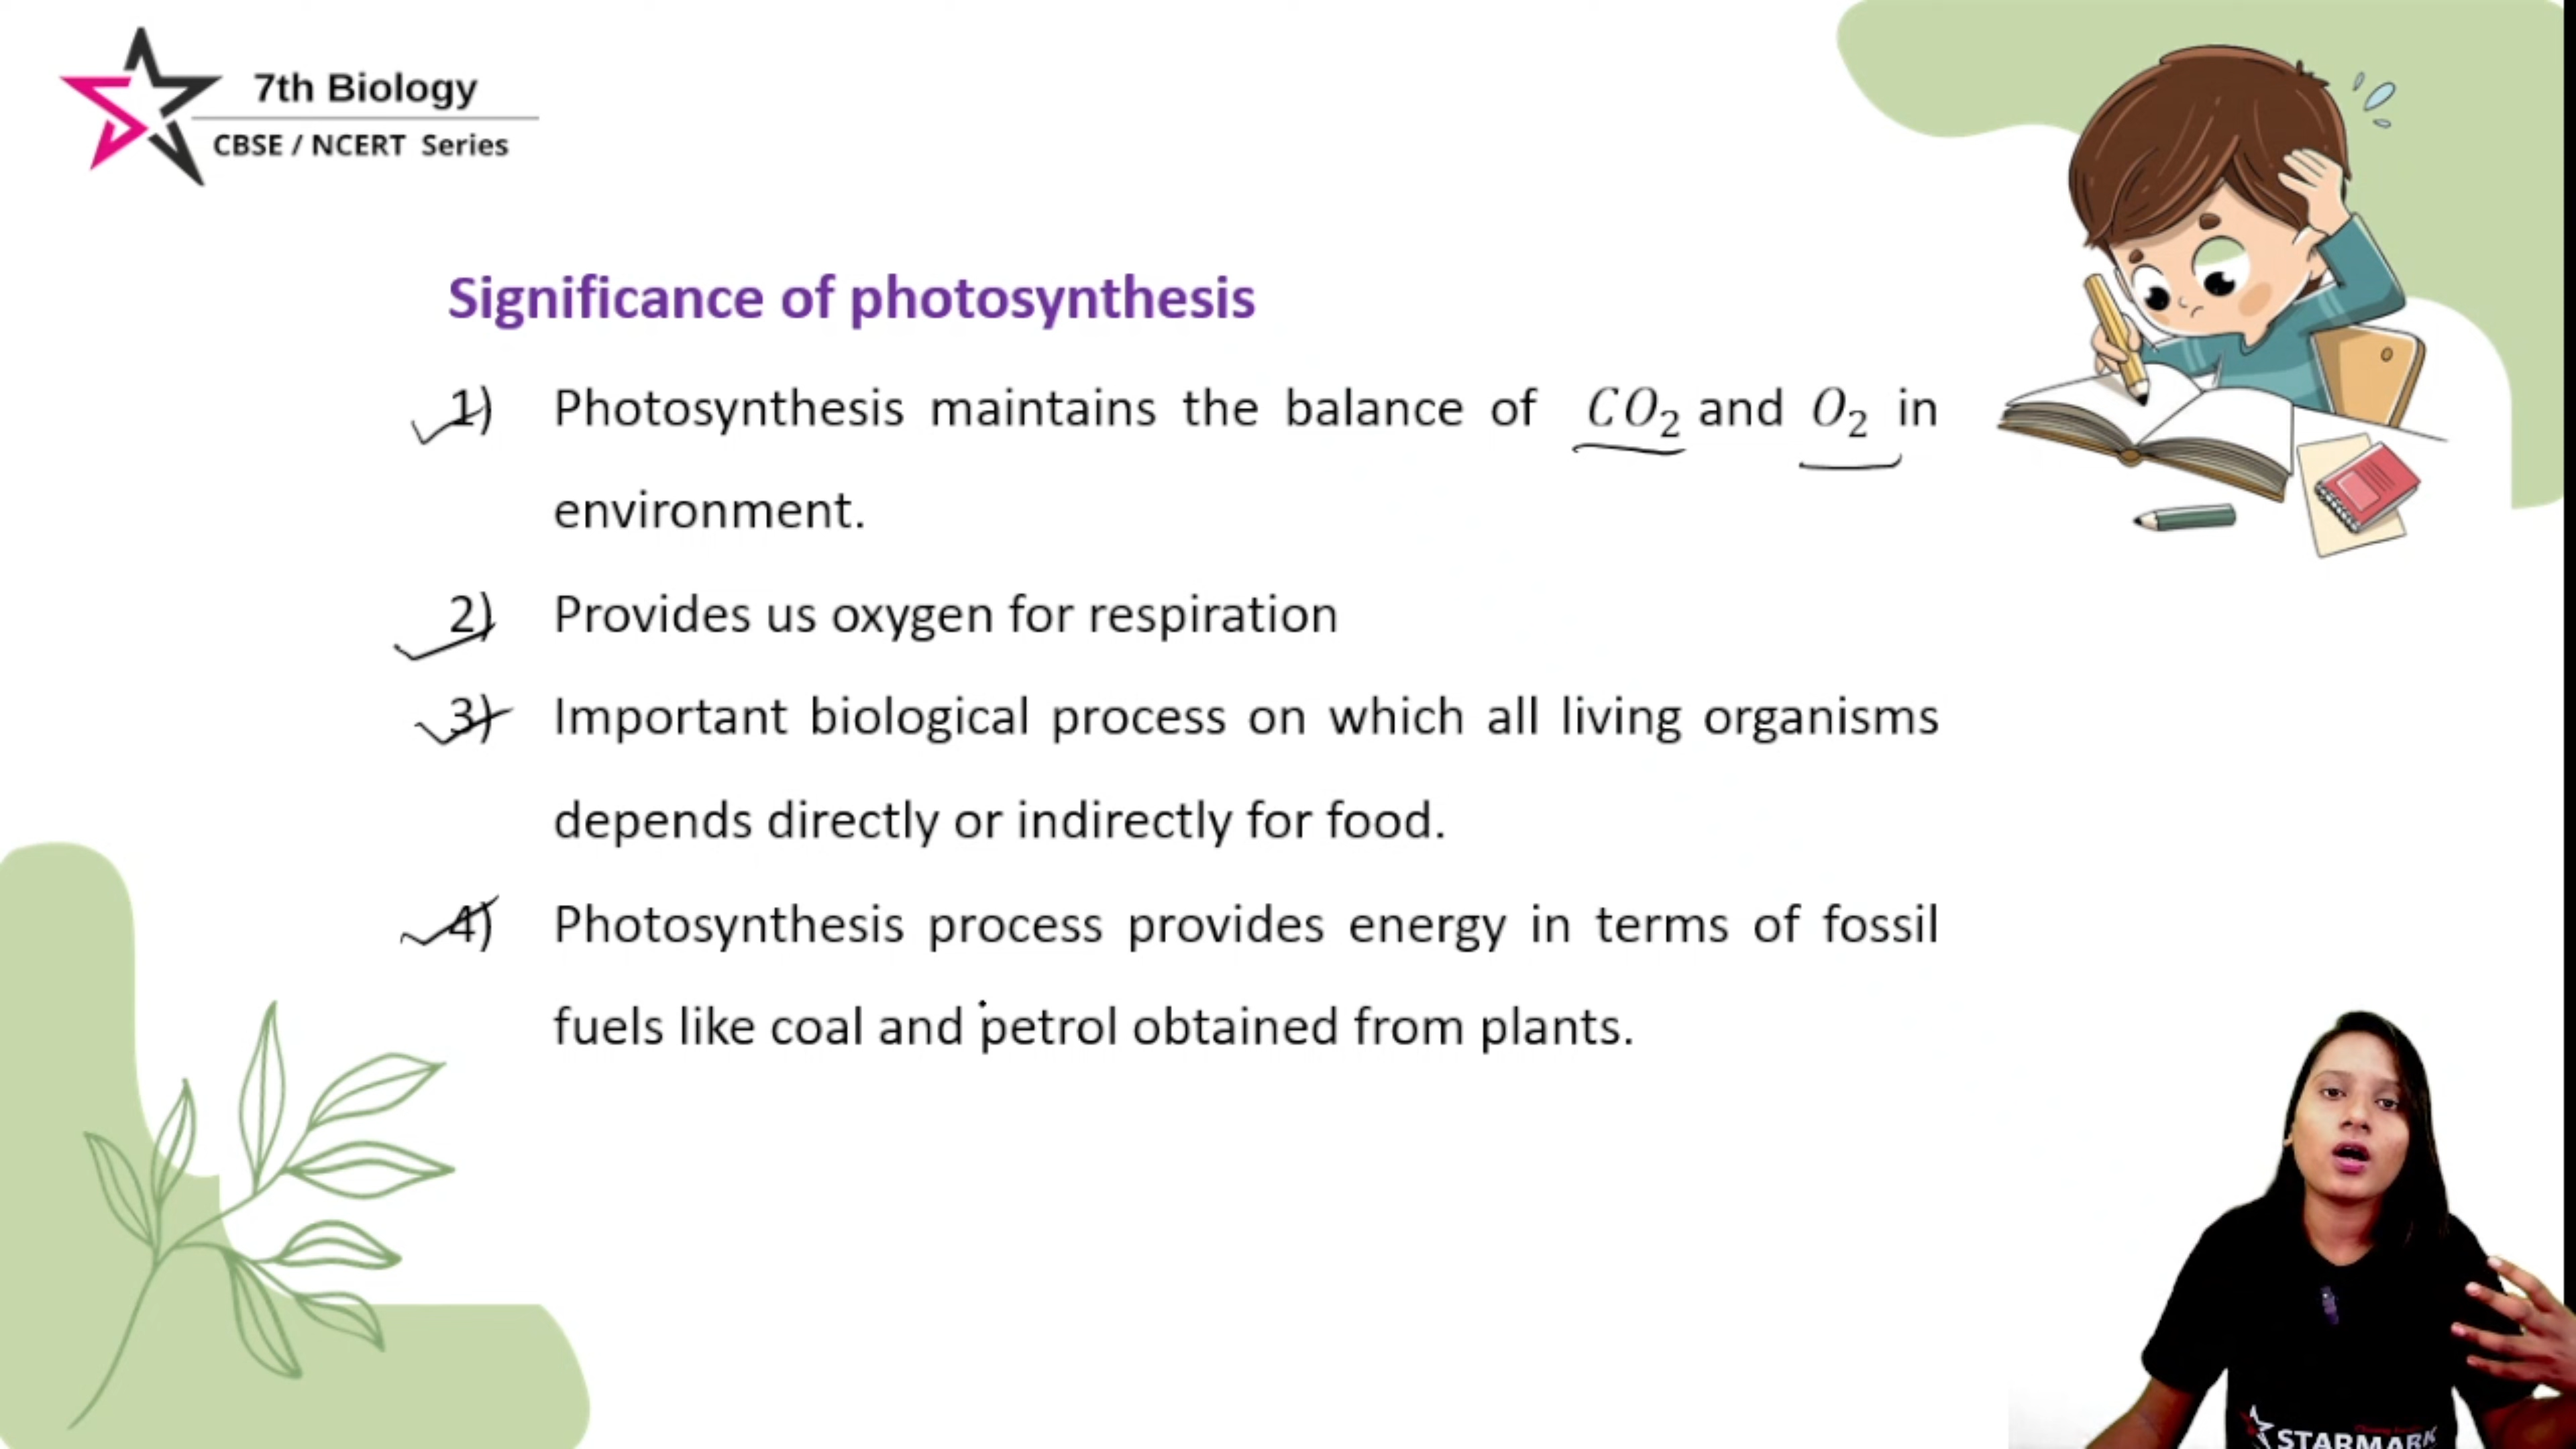 7th Biology
CBSE / NCERT Series
Significance of photosynthesis
1) Photosynthesis maintains the balance of CO₂ and O₂ in
environment.
2) Provides us oxygen for respiration
3) Important biological process on which all living organisms
depends directly or indirectly for food.
4) Photosynthesis process provides energy in terms of fossil
fuels like coal and petrol obtained from plants.
STARMARK